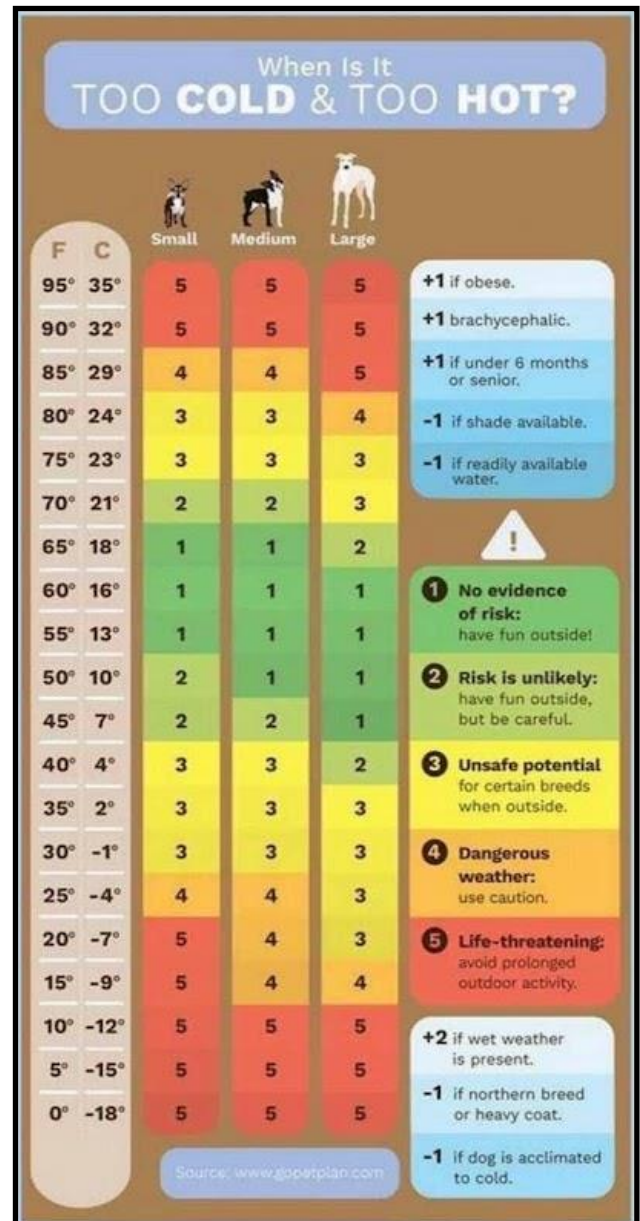 When Is It
TOO COLD & TOO HOT?
Small Medium Large
F C
95° 35° 5 5 5
90° 32° 5 5 5
85° 29° 4 4 5
80° 24° 3 3 4
75° 23° 3 3 3
70° 21° 2 2 3
65° 18° 1 1 2
60° 16° 1 1 1
55° 13° 1 1 1
50° 10° 2 1 1
45° 7° 2 2 1
40° 4° 3 3 2
35° 2° 3 3 3
30° -1° 3 3 3
25° -4° 4 4 3
20° -7° 5 4 3
15° -9° 5 4 4
10° -12° 5 5 5
5° -15° 5 5 5
0° -18° 5 5 5
+1 if obese.
+1 brachycephalic.
+1 if under 6 months
or senior.
-1 if shade available.
-1 if readily available
water.
!
1 No evidence
of risk:
have fun outside!
2 Risk is unlikely:
have fun outside,
but be careful.
3 Unsafe potential
for certain breeds
when outside.
4 Dangerous
weather:
use caution.
5 Life-threatening:
avoid prolonged
outdoor activity.
+2 if wet weather
is present.
-1 if northern breed
or heavy coat.
-1 if dog is acclimated
to cold.
Source: www.gopetplan.com